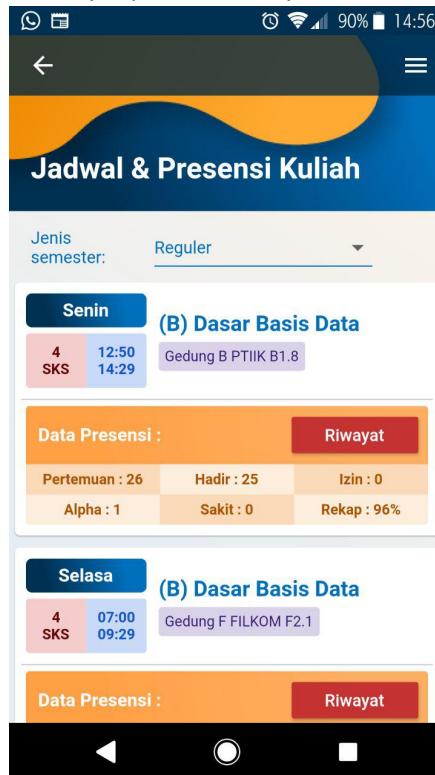 90% 14:56
Jadwal & Presensi Kuliah
Jenis semester:
Reguler
Senin
(B) Dasar Basis Data
4 SKS
12:50
14:29
Gedung B PTIIK B1.8
Data Presensi :
Riwayat
Pertemuan : 26
Hadir : 25
Izin : 0
Alpha : 1
Sakit : 0
Rekap : 96%
Selasa
(B) Dasar Basis Data
4 SKS
07:00
09:29
Gedung F FILKOM F2.1
Data Presensi :
Riwayat